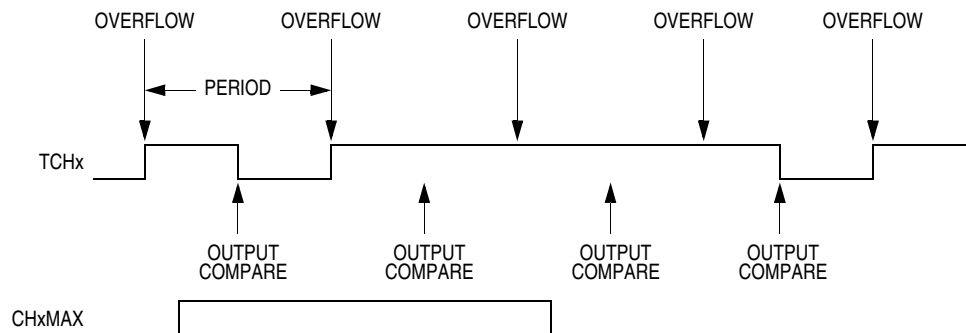 OVERFLOW OVERFLOW OVERFLOW OVERFLOW OVERFLOW
PERIOD
TCHx
OUTPUT COMPARE
OUTPUT COMPARE
OUTPUT COMPARE
OUTPUT COMPARE
CHxMAX